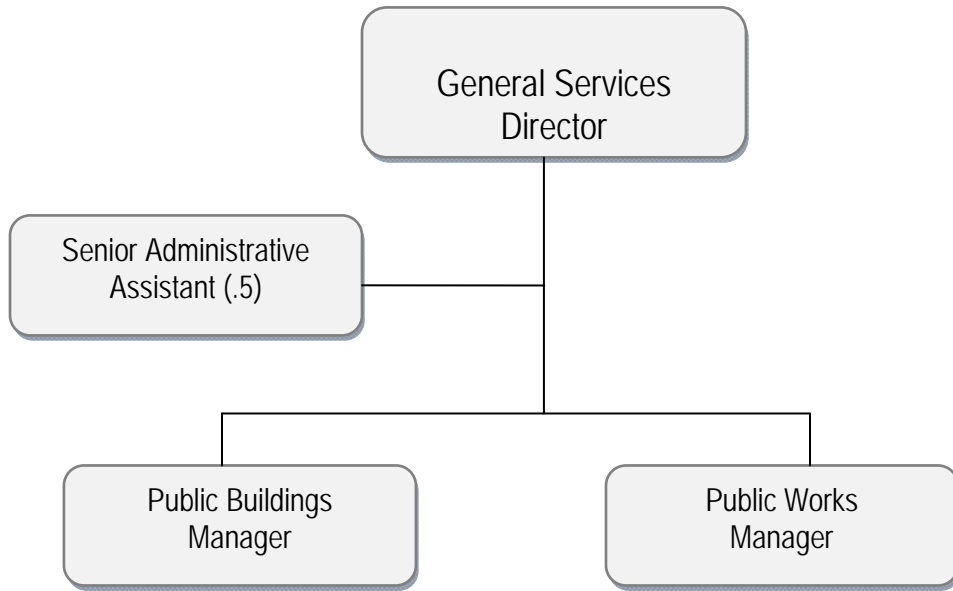 General Services
Director
Senior Administrative
Assistant (.5)
Public Buildings
Manager
Public Works
Manager